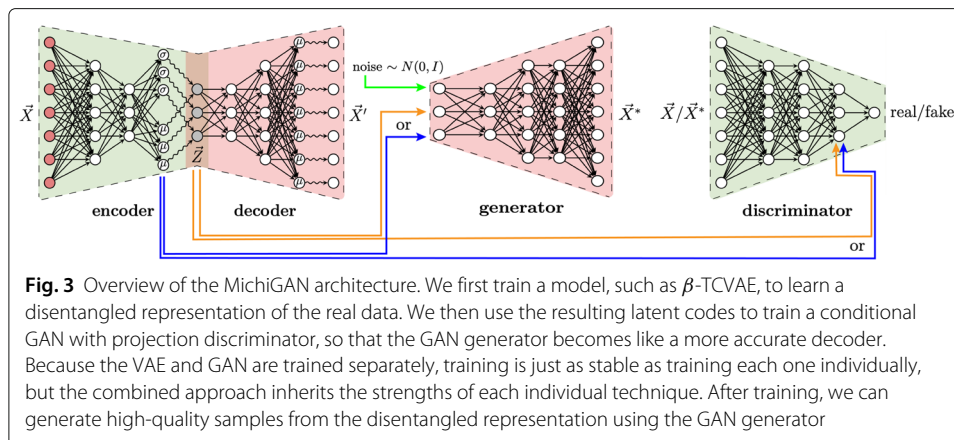 noise ~ N(0, I)
σ
σ
σ
μ
μ
μ
μ
μ
μ
μ
μ
μ
μ
X⃗
Z⃗
X⃗′
or
X⃗*
X⃗/X⃗*
real/fake
encoder
decoder
generator
discriminator
or
Fig. 3 Overview of the MichiGAN architecture. We first train a model, such as β-TCVAE, to learn a
disentangled representation of the real data. We then use the resulting latent codes to train a conditional
GAN with projection discriminator, so that the GAN generator becomes like a more accurate decoder.
Because the VAE and GAN are trained separately, training is just as stable as training each one individually,
but the combined approach inherits the strengths of each individual technique. After training, we can
generate high-quality samples from the disentangled representation using the GAN generator